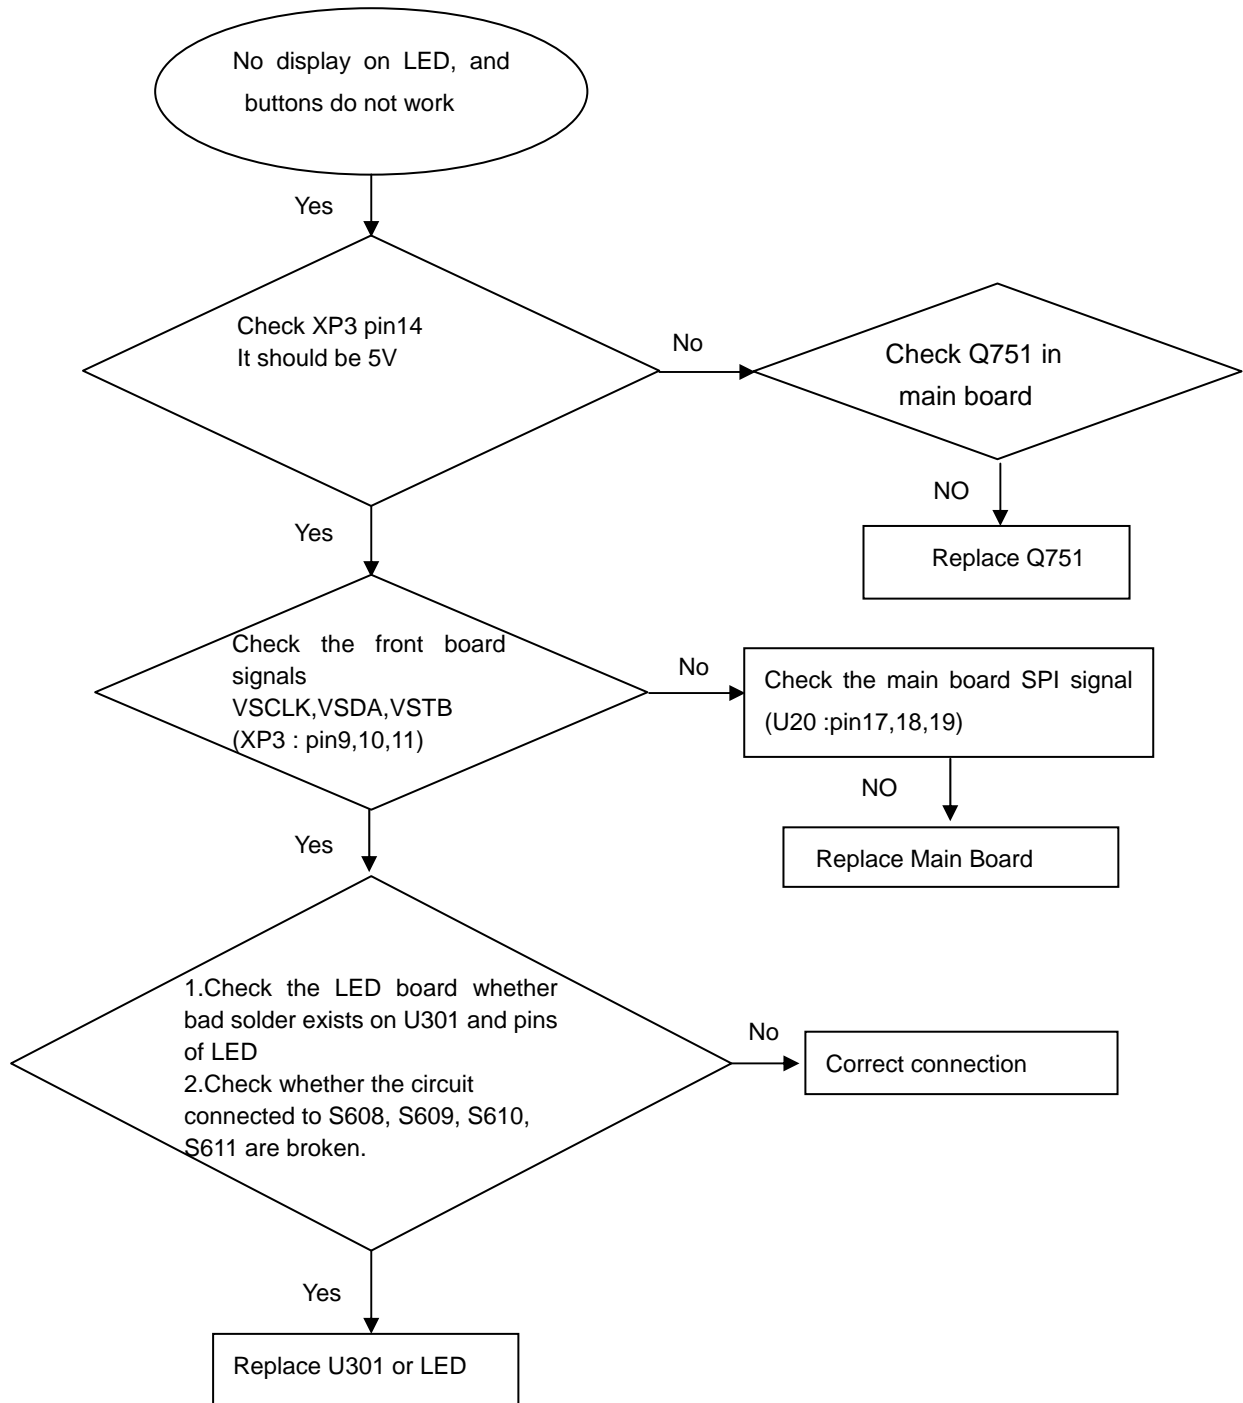 No display on LED, and
buttons do not work
Yes
Check XP3 pin14
It should be 5V
No
Check Q751 in
main board
NO
Replace Q751
Yes
Check the front board
signals
VSCLK,VSDA,VSTB
(XP3 : pin9,10,11)
No
Check the main board SPI signal
(U20 :pin17,18,19)
NO
Replace Main Board
Yes
1.Check the LED board whether
bad solder exists on U301 and pins
of LED
2.Check whether the circuit
connected to S608, S609, S610,
S611 are broken.
No
Correct connection
Yes
Replace U301 or LED